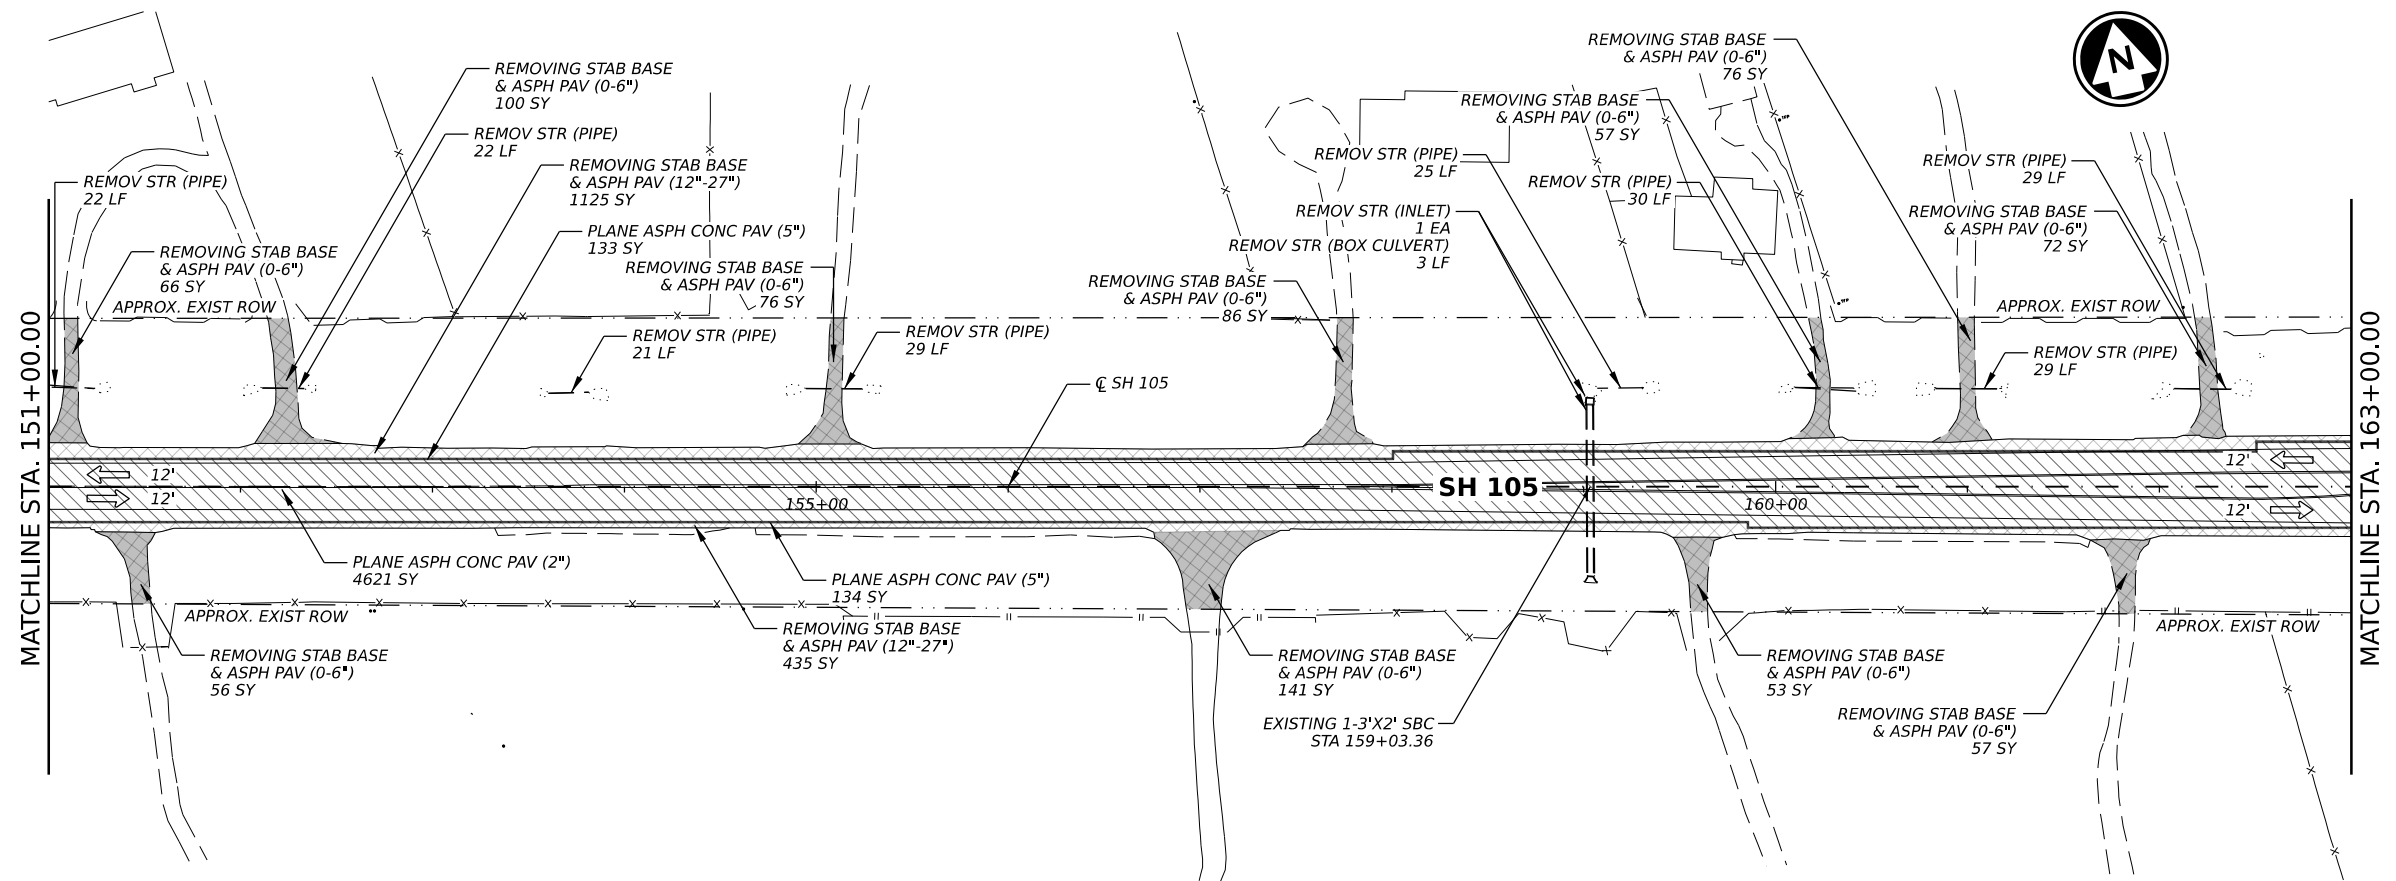 REMOVING STAB BASE
& ASPH PAV (0-6")
76 SY
N
REMOVING STAB BASE
& ASPH PAV (0-6")
100 SY
REMOVING STAB BASE
& ASPH PAV (0-6")
57 SY
REMOV STR (PIPE)
22 LF
REMOV STR (PIPE)
25 LF
REMOV STR (PIPE)
29 LF
REMOVING STAB BASE
& ASPH PAV (12"-27")
1125 SY
REMOV STR (PIPE)
22 LF
REMOV STR (PIPE)
30 LF
REMOV STR (INLET)
1 EA
REMOV STR (BOX CULVERT)
3 LF
REMOVING STAB BASE
& ASPH PAV (0-6")
72 SY
PLANE ASPH CONC PAV (5")
133 SY
REMOVING STAB BASE
& ASPH PAV (0-6")
66 SY
REMOVING STAB BASE
& ASPH PAV (0-6")
76 SY
REMOVING STAB BASE
& ASPH PAV (0-6")
86 SY
APPROX. EXIST ROW
APPROX. EXIST ROW
REMOV STR (PIPE)
21 LF
REMOV STR (PIPE)
29 LF
REMOV STR (PIPE)
29 LF
℄ SH 105
MATCHLINE STA. 151+00.00
MATCHLINE STA. 163+00.00
12'
12'
12'
12'
SH 105
155+00
160+00
PLANE ASPH CONC PAV (2")
4621 SY
PLANE ASPH CONC PAV (5")
134 SY
APPROX. EXIST ROW
APPROX. EXIST ROW
REMOVING STAB BASE
& ASPH PAV (12"-27")
435 SY
REMOVING STAB BASE
& ASPH PAV (0-6")
56 SY
REMOVING STAB BASE
& ASPH PAV (0-6")
141 SY
REMOVING STAB BASE
& ASPH PAV (0-6")
53 SY
EXISTING 1-3'X2' SBC
STA 159+03.36
REMOVING STAB BASE
& ASPH PAV (0-6")
57 SY